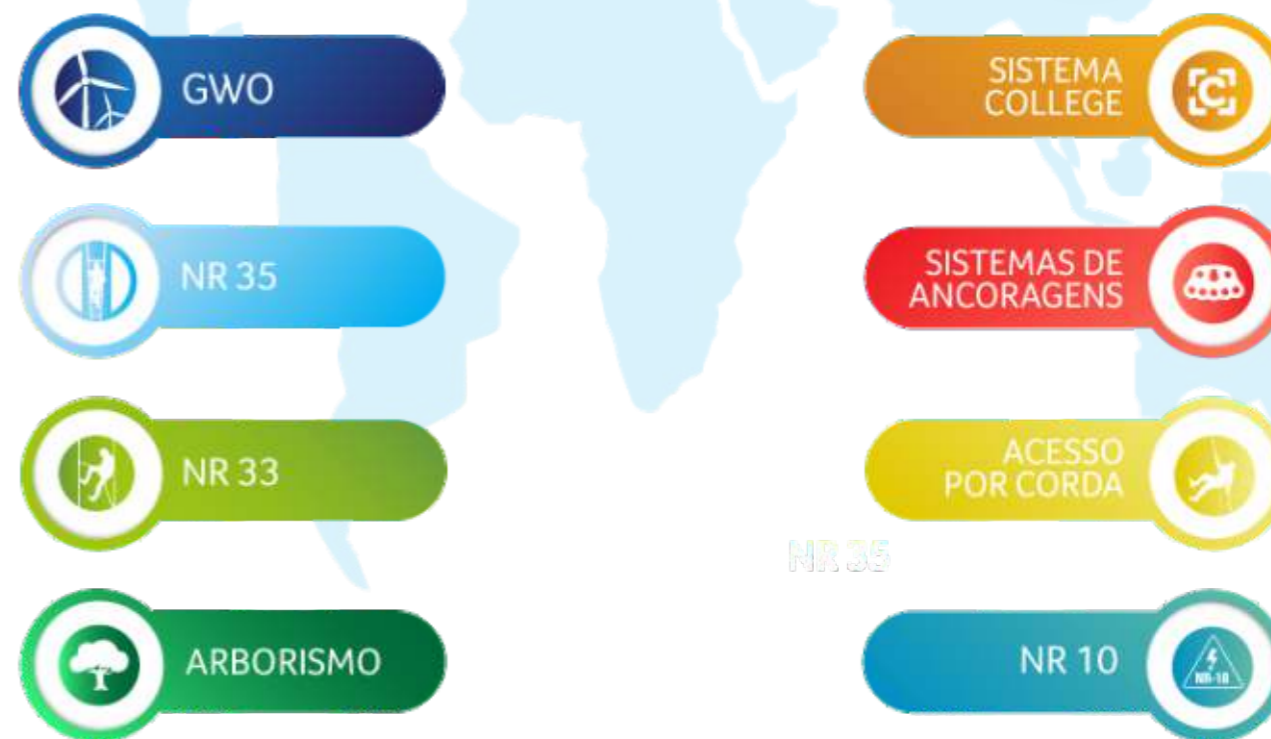 GWO
NR 35
NR 33
ARBORISMO
SISTEMA
COLLEGE
C
SISTEMAS DE
ANCORAGENS
ACESSO
POR CORDA
NR 35
NR 10
NR-10